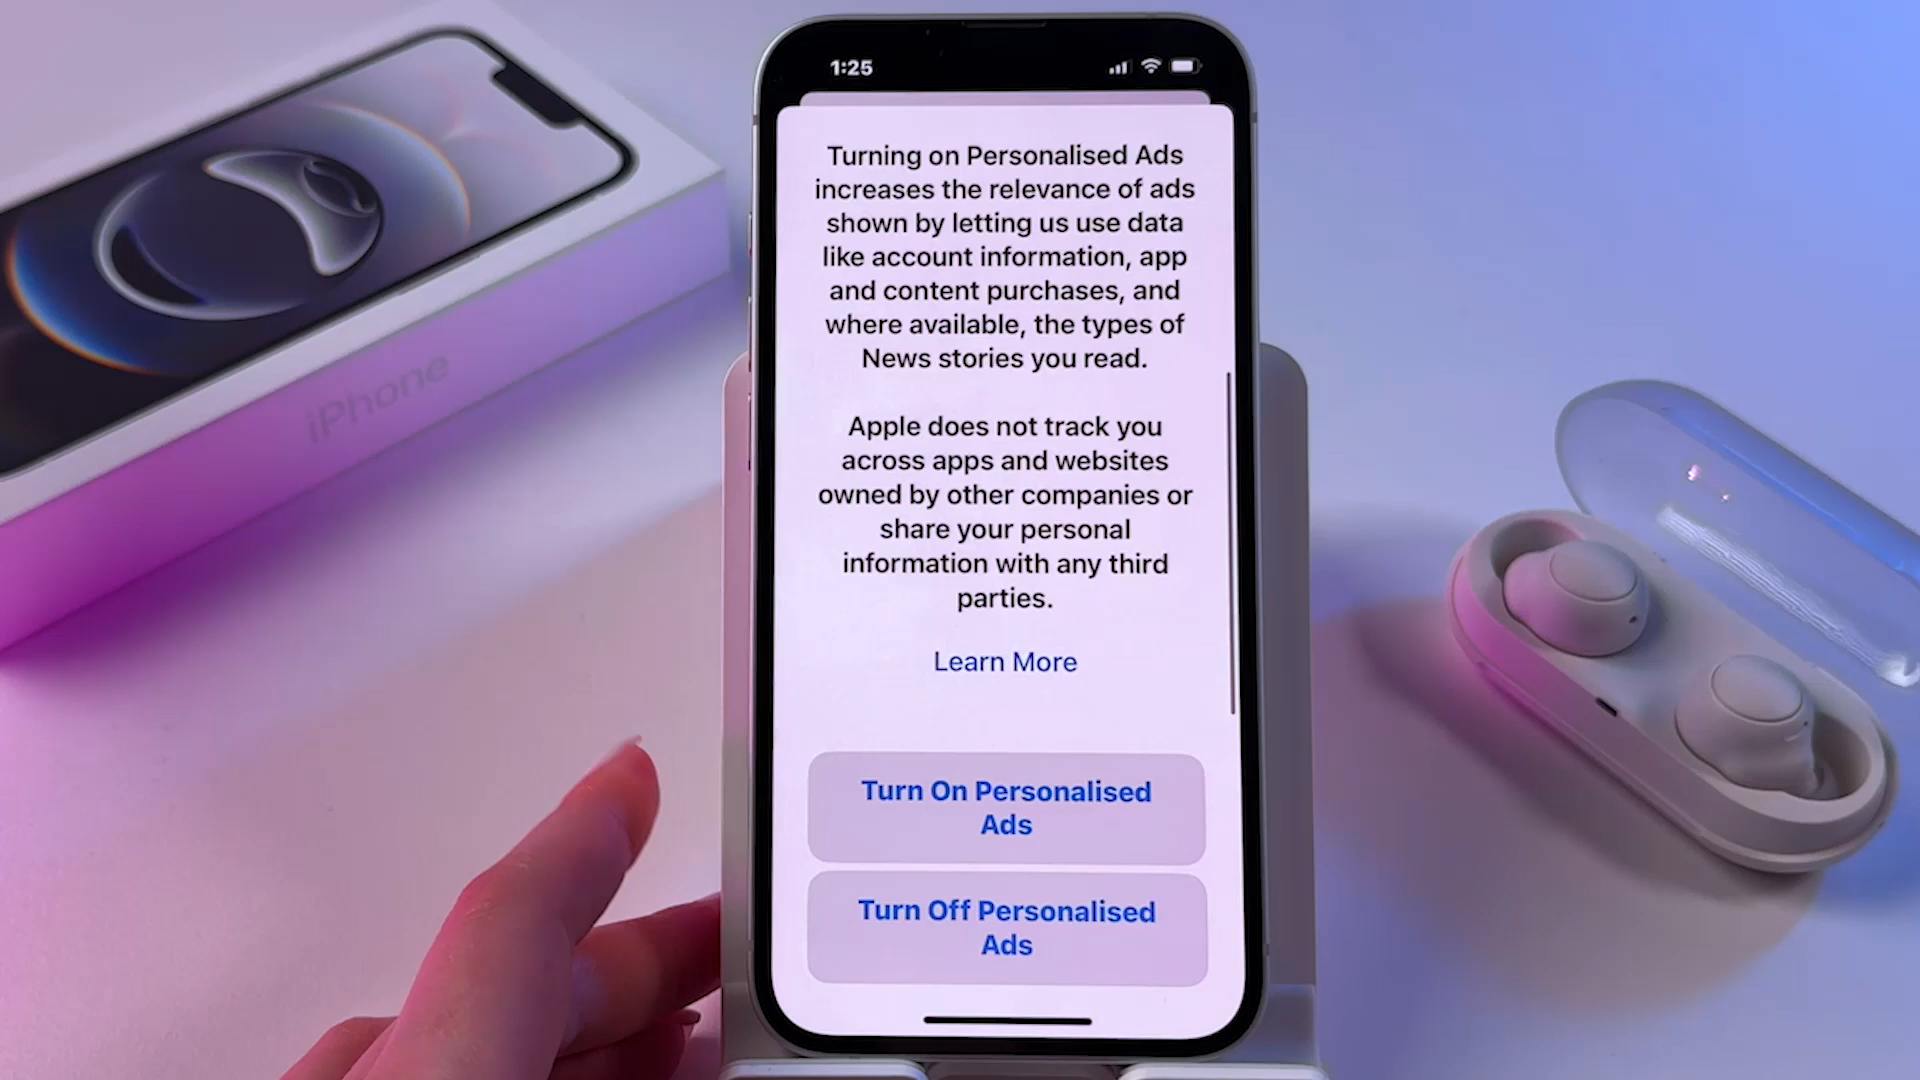 iPhone
1:25
Turning on Personalised Ads
increases the relevance of ads
shown by letting us use data
like account information, app
and content purchases, and
where available, the types of
News stories you read.
Apple does not track you
across apps and websites
owned by other companies or
share your personal
information with any third
parties.
Learn More
Turn On Personalised
Ads
Turn Off Personalised
Ads